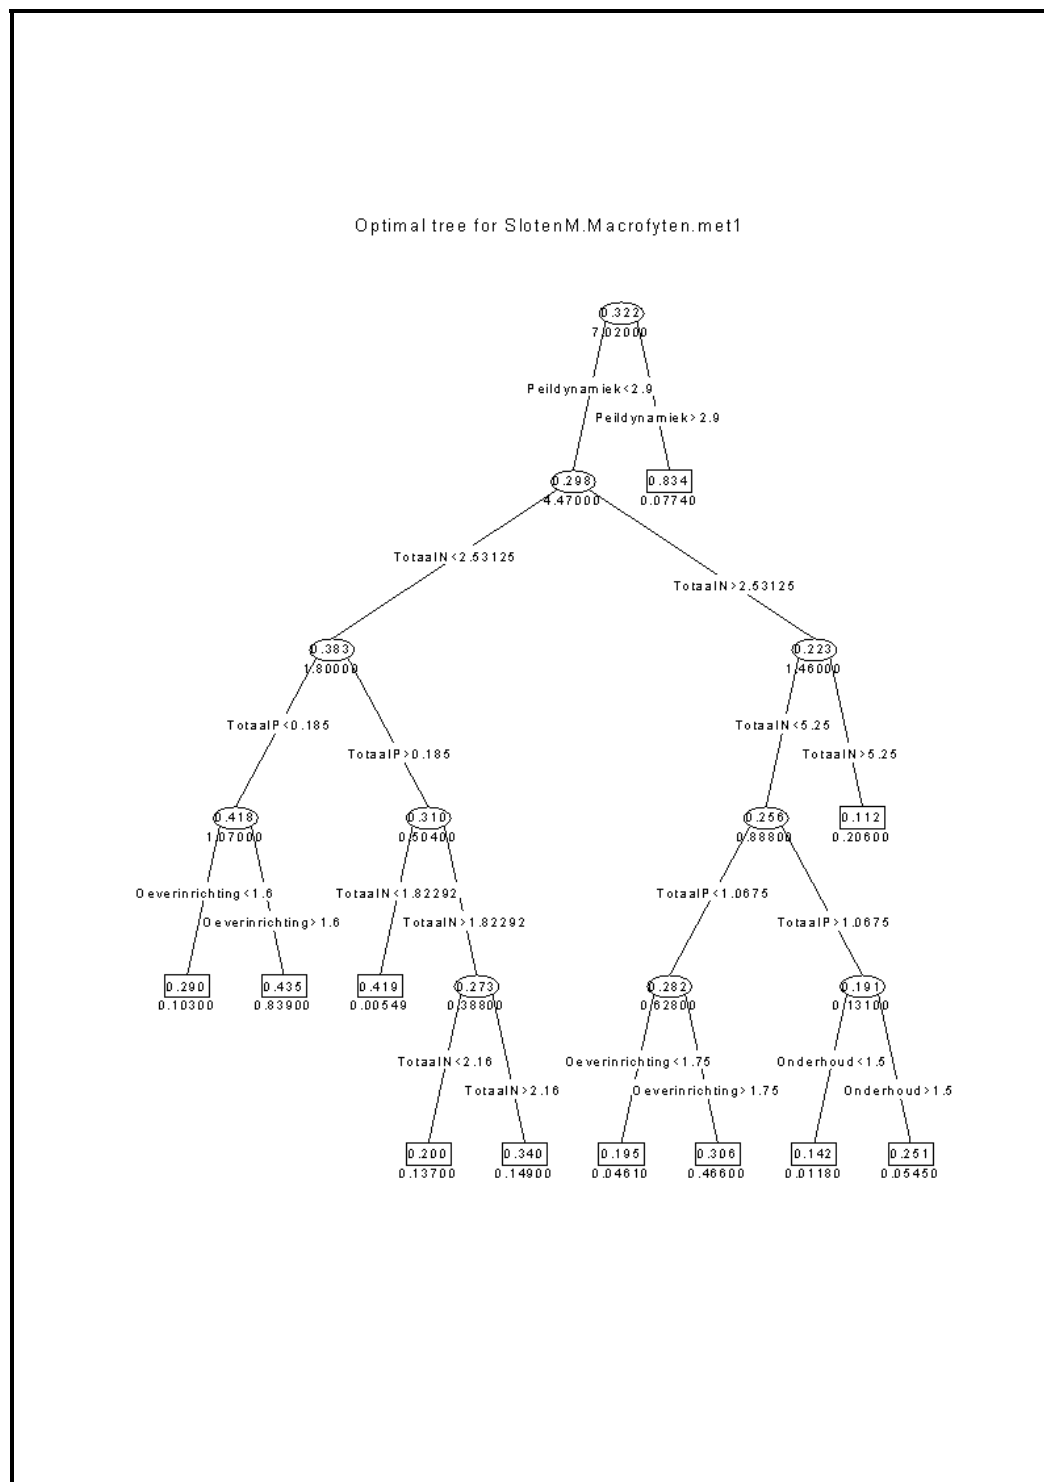 Optimal tree for SlotenM.Macrofyten.met1
0.322
7.02000
Peildynamiek<2.9
Peildynamiek>2.9
0.298
0.834
4.47000
0.07740
TotaalN<2.53125
TotaalN>2.53125
0.383
0.223
1.80000
1.46000
TotaalP<0.185
TotaalN<5.25
TotaalP>0.185
TotaalN>5.25
0.418
0.310
0.256
0.112
1.07000
0.50400
0.88800
0.20600
Oeverinrichting<1.6
TotaalN<1.82292
TotaalP<1.0675
Oeverinrichting>1.6
TotaalN>1.82292
TotaalP>1.0675
0.290
0.435
0.419
0.273
0.282
0.191
0.10300
0.83900
0.00549
0.38800
0.62800
0.13100
TotaalN<2.16
Oeverinrichting<1.75
Onderhoud<1.5
TotaalN>2.16
Oeverinrichting>1.75
Onderhoud>1.5
0.200
0.340
0.195
0.306
0.142
0.251
0.13700
0.14900
0.04610
0.46600
0.01180
0.05450